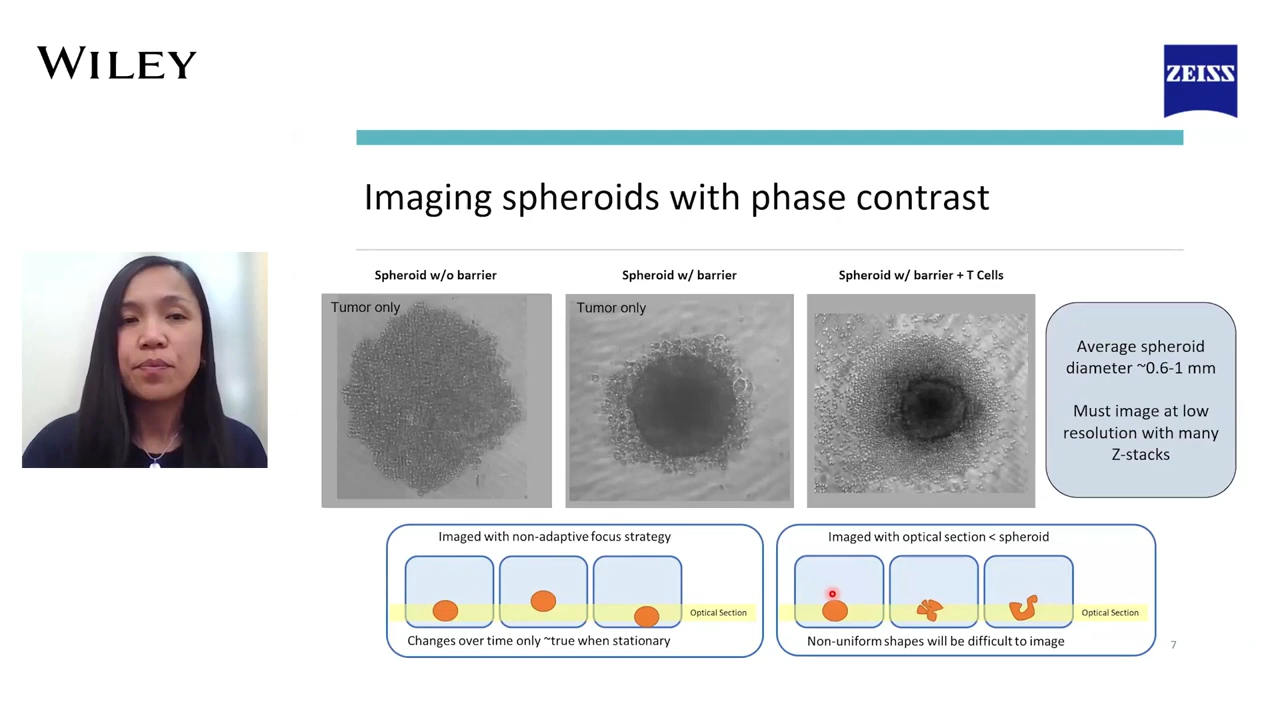 WILEY
ZEISS
Imaging spheroids with phase contrast
Spheroid w/o barrier
Spheroid w/ barrier
Spheroid w/ barrier + T Cells
Tumor only
Tumor only
Average spheroid
diameter ~0.6-1 mm
Must image at low
resolution with many
Z-stacks
Imaged with non-adaptive focus strategy
Optical Section
Changes over time only ~true when stationary
Imaged with optical section < spheroid
Optical Section
Non-uniform shapes will be difficult to image
7